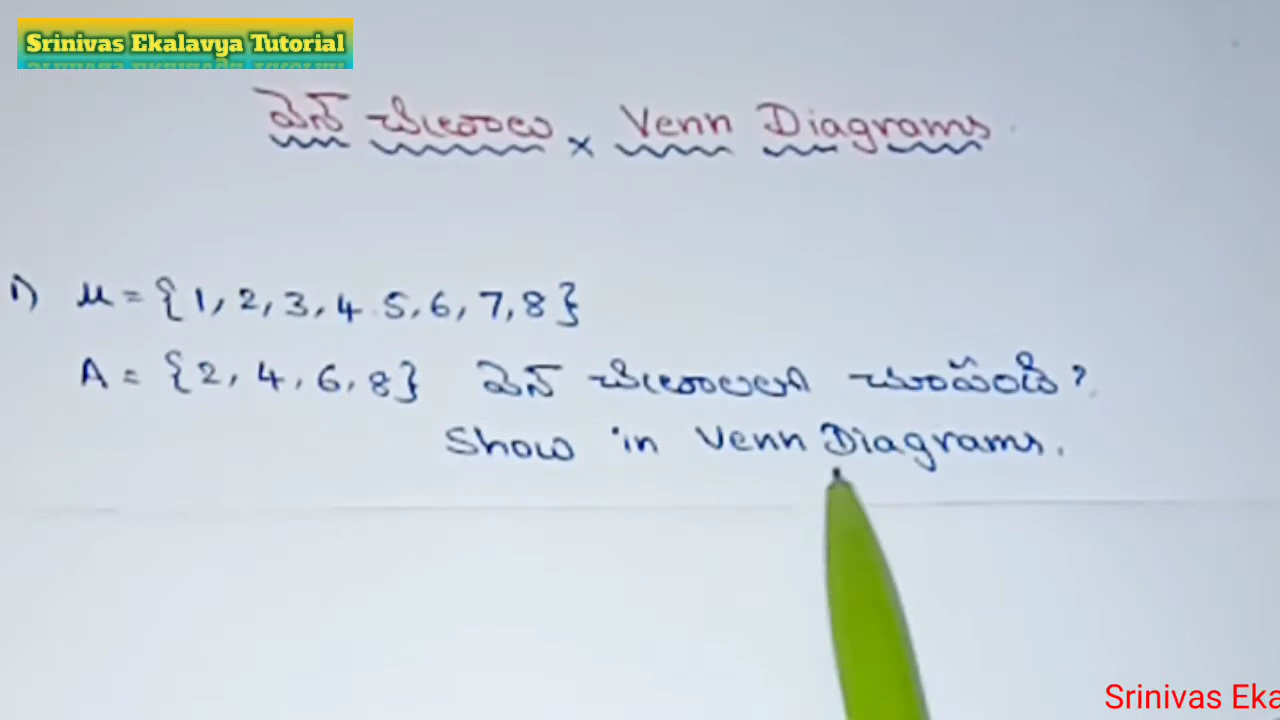 Srinivas Ekalavya Tutorial
వెన్ చిత్రాలు × Venn Diagrams
1) μ = {1, 2, 3, 4 5, 6, 7, 8}
A = {2, 4, 6, 8} వెన్ చిత్రాలలో చూపండి?
Show in Venn Diagrams.
Srinivas Eka